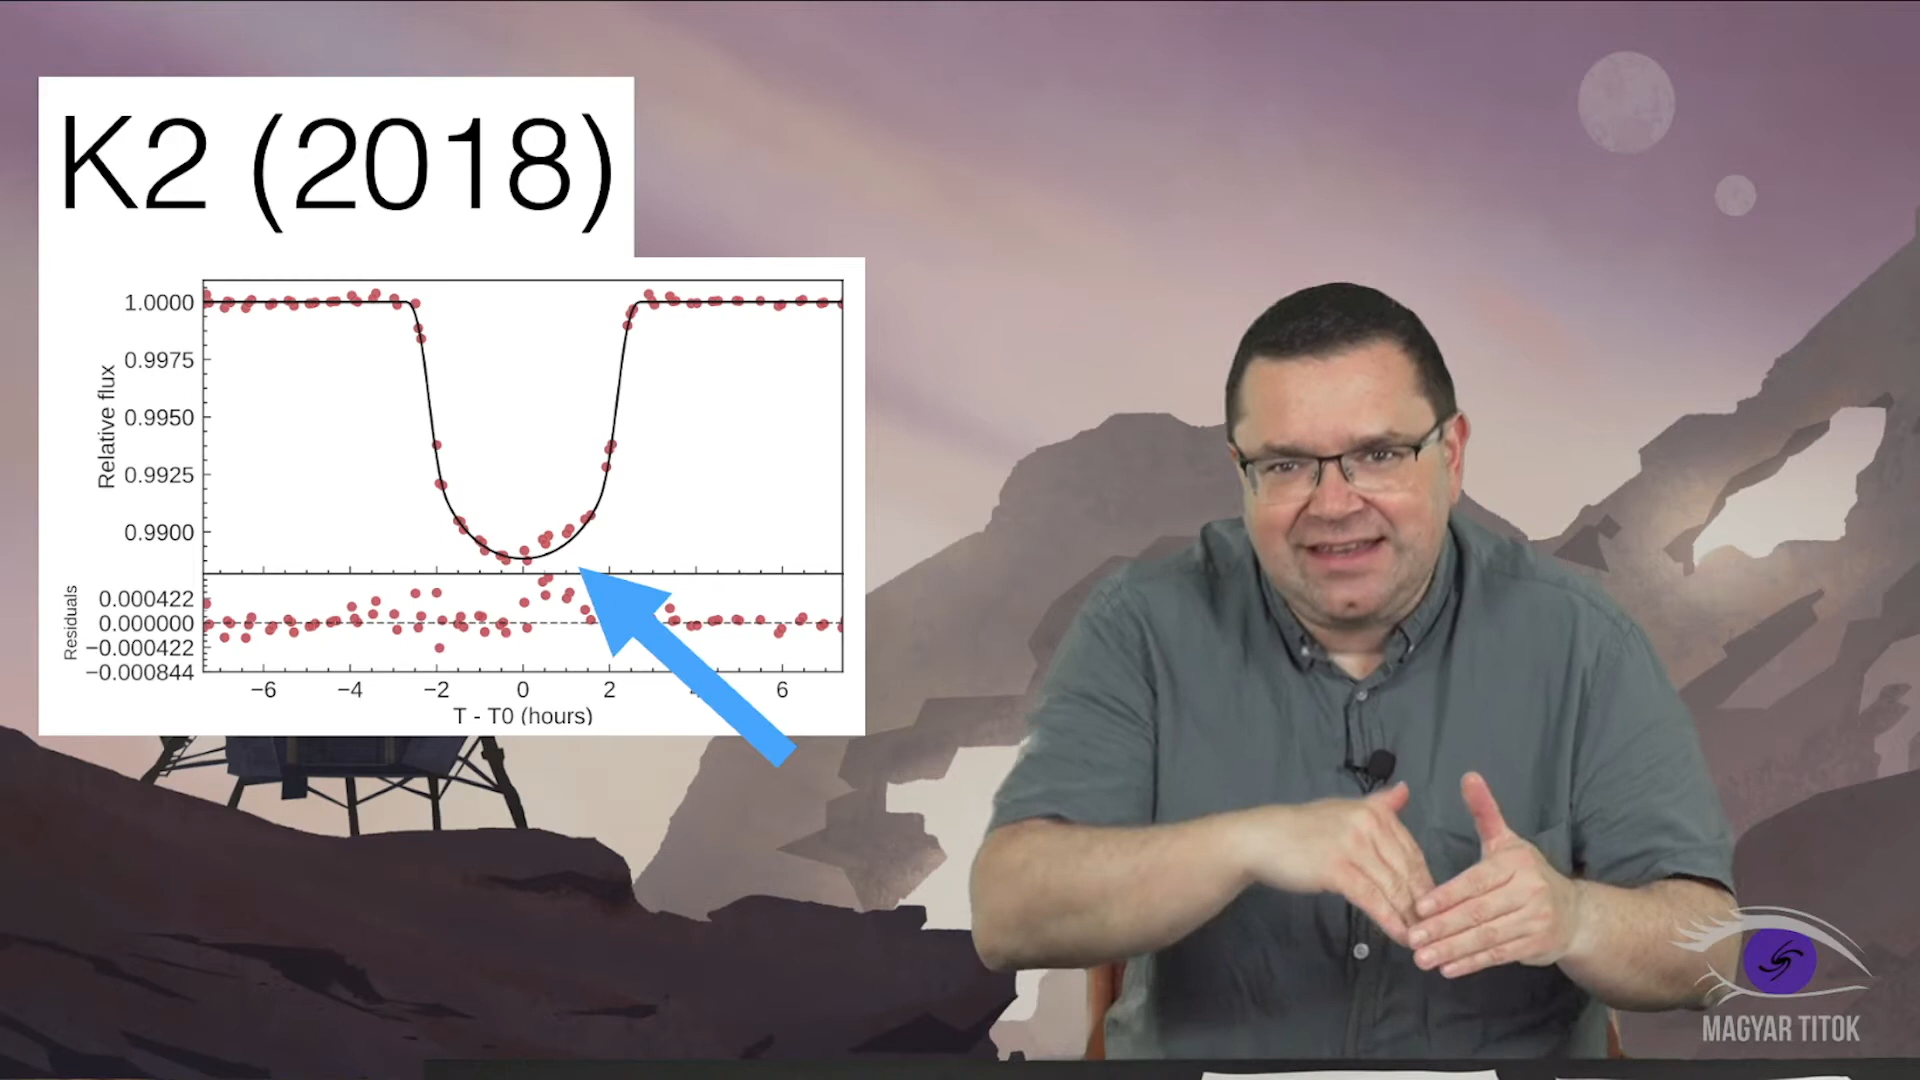 K2 (2018)
1.0000
0.9975
0.9950
0.9925
0.9900
Relative flux
0.000422
0.000000
−0.000422
−0.000844
Residuals
−6 −4 −2 0 2 6
T - T0 (hours)
MAGYAR TITOK